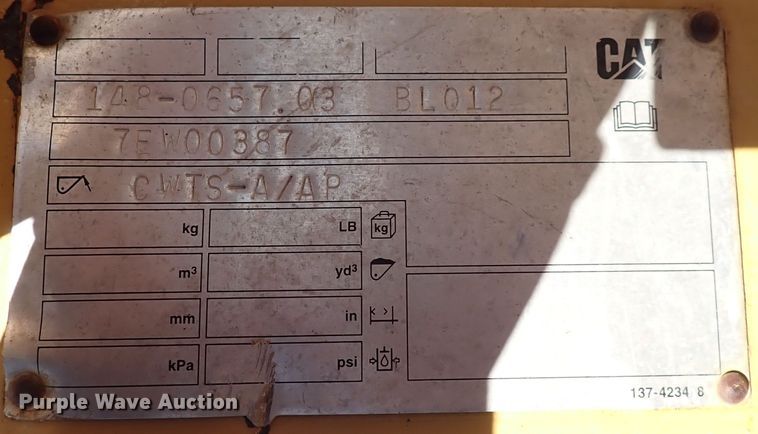 CAT
148-0657.03 BL012
7EW00387
CWTS-A/AP
kg LB kg
m³ yd³
mm in
kPa psi
137-4234 8
Purple Wave Auction